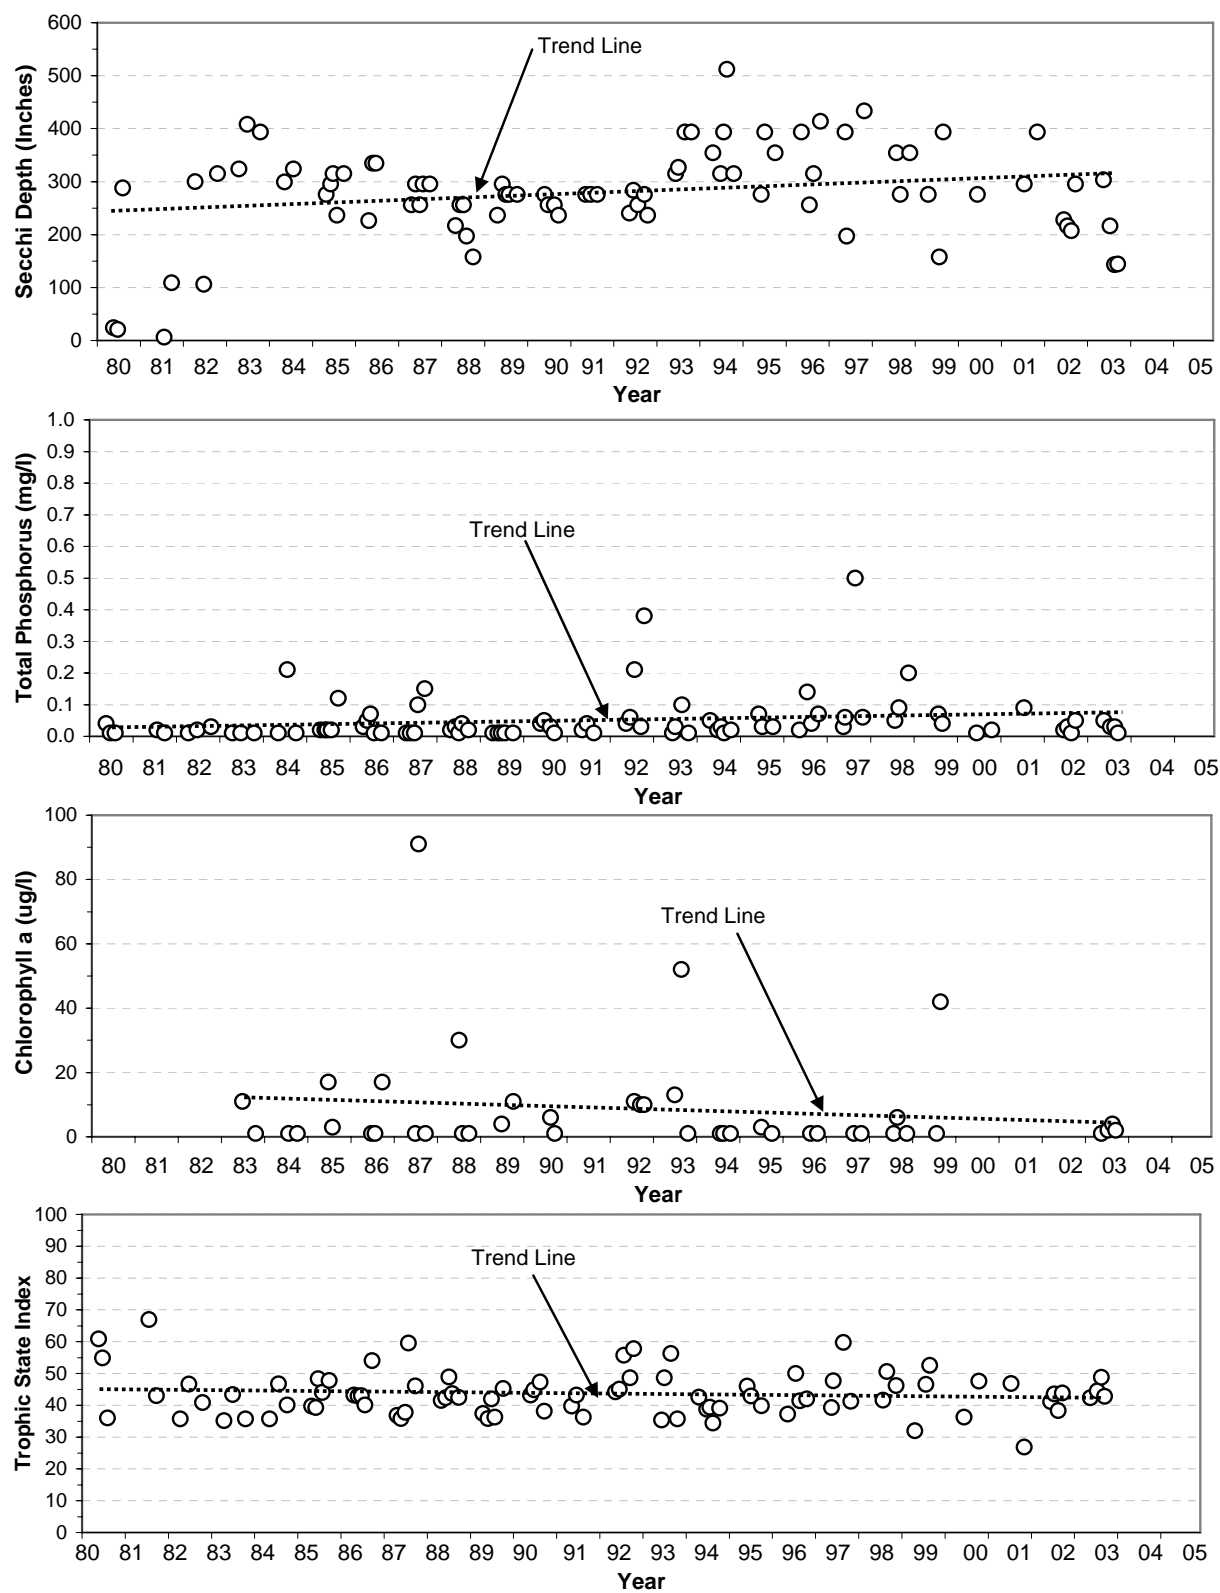 600
Trend Line
500
400
300
200
100
0
Secchi Depth (Inches)
80 81 82 83 84 85 86 87 88 89 90 91 92 93 94 95 96 97 98 99 00 01 02 03 04 05
Year
1.0
0.9
0.8
0.7
0.6
Trend Line
0.5
0.4
0.3
0.2
0.1
0.0
Total Phosphorus (mg/l)
80 81 82 83 84 85 86 87 88 89 90 91 92 93 94 95 96 97 98 99 00 01 02 03 04 05
Year
100
80
Trend Line
60
40
20
0
Chlorophyll a (ug/l)
80 81 82 83 84 85 86 87 88 89 90 91 92 93 94 95 96 97 98 99 00 01 02 03 04 05
Year
100
90
Trend Line
80
70
60
50
40
30
20
10
0
Trophic State Index
80 81 82 83 84 85 86 87 88 89 90 91 92 93 94 95 96 97 98 99 00 01 02 03 04 05
Year